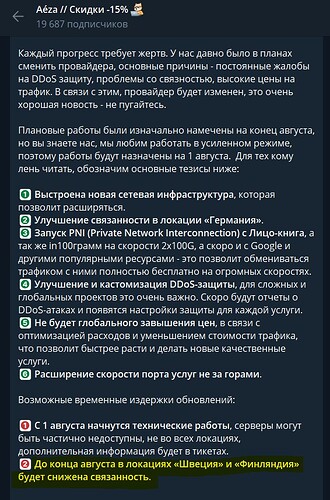 Aéza // Скидки -15%
19 687 подписчиков
Каждый прогресс требует жертв. У нас давно было в планах
сменить провайдера, основные причины - постоянные жалобы
на DDoS защиту, проблемы со связностью, высокие цены на
трафик. В связи с этим, провайдер будет изменен, это очень
хорошая новость - не пугайтесь.
Плановые работы были изначально намечены на конец августа,
но вы знаете нас, мы любим работать в усиленном режиме,
поэтому работы будут назначены на 1 августа. Для тех кому
лень читать, обозначим основные тезисы ниже:
1 Выстроена новая сетевая инфраструктура, которая
позволит расширяться.
2 Улучшение связанности в локации «Германия».
3 Запуск PNI (Private Network Interconnection) с Лицо-книга, а
так же in100грамм на скорости 2x100G, а скоро и с Google и
другими популярными ресурсами - это позволит обмениваться
трафиком с ними полностью бесплатно на огромных скоростях.
4 Улучшение и кастомизация DDoS-защиты, для сложных и
глобальных проектов это очень важно. Скоро будут отчеты о
DDoS-атаках и появятся настройки защиты для каждой услуги.
5 Не будет глобального завышения цен, в связи с
оптимизацией расходов и уменьшением стоимости трафика,
что позволит быстрее расти и делать новые качественные
услуги.
6 Расширение скорости порта услуг не за горами.
Возможные временные издержки обновлений:
1 С 1 августа начнутся технические работы, серверы могут
быть частично недоступны, не во всех локациях,
дополнительная информация будет в тикетах.
2 До конца августа в локациях «Швеция» и «Финляндия»
будет снижена связанность.